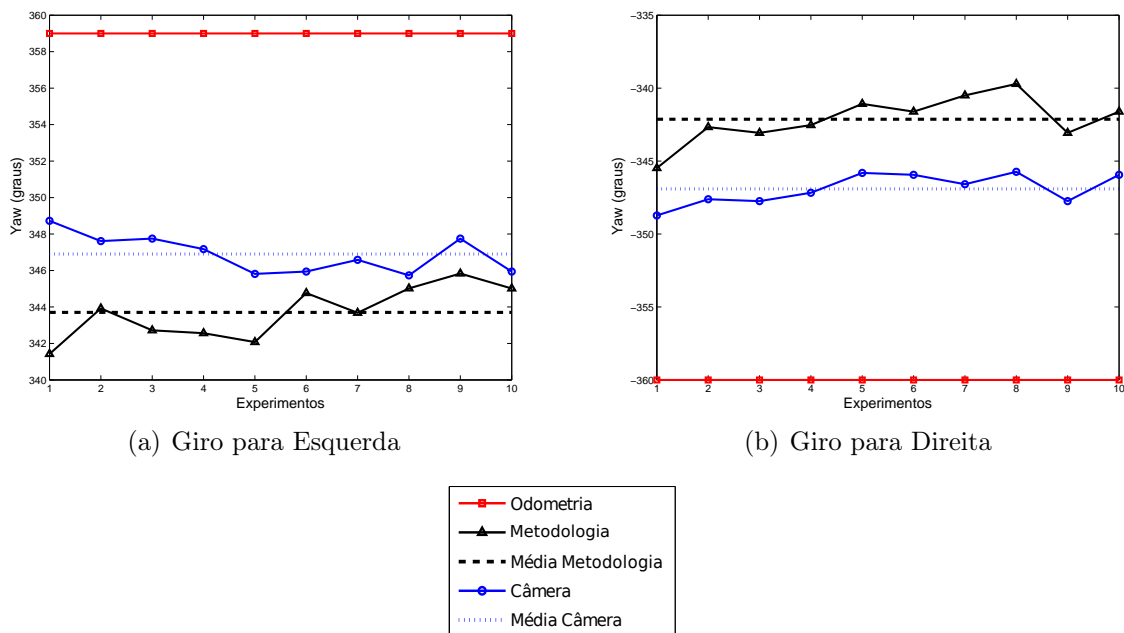 360
358
356
354
352
350
348
346
344
342
340
Yaw (graus)
1 2 3 4 5 6 7 8 9 10
Experimentos
(a) Giro para Esquerda
−335
−340
−345
−350
−355
−360
Yaw (graus)
1 2 3 4 5 6 7 8 9 10
Experimentos
(b) Giro para Direita
Odometria
Metodologia
Média Metodologia
Câmera
Média Câmera